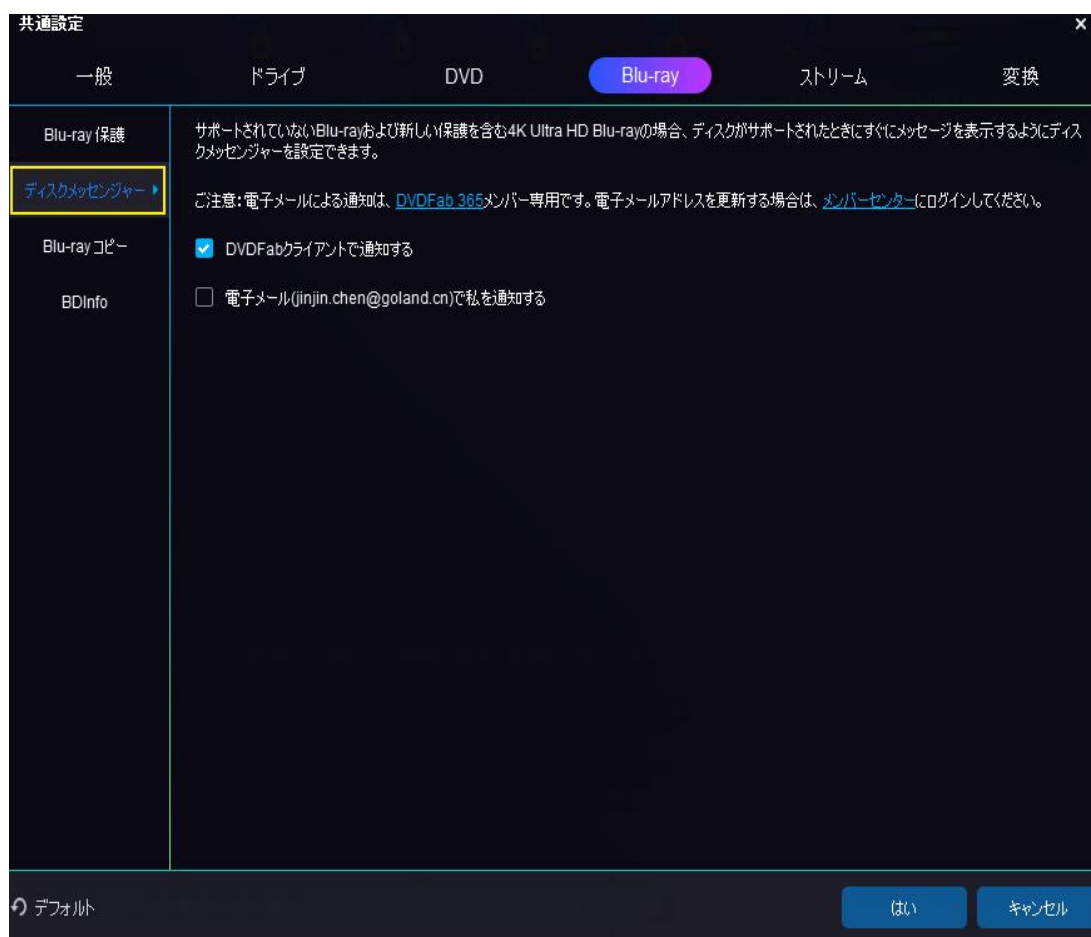 共通設定
x
一般 ドライブ DVD Blu-ray ストリーム 変換
Blu-ray 保護
ディスクメッセンジャー
Blu-ray コピー
BDInfo
サポートされていないBlu-rayおよび新しい保護を含む4K Ultra HD Blu-rayの場合、ディスクがサポートされたときにすぐにメッセージを表示するようにディス
クメッセンジャーを設定できます。
ご注意:電子メールによる通知は、DVDFab 365メンバー専用です。電子メールアドレスを更新する場合は、メンバーセンターにログインしてください。
DVDFabクライアントで通知する
電子メール(jinjin.chen@goland.cn)で私を通知する
デフォルト
はい
キャンセル